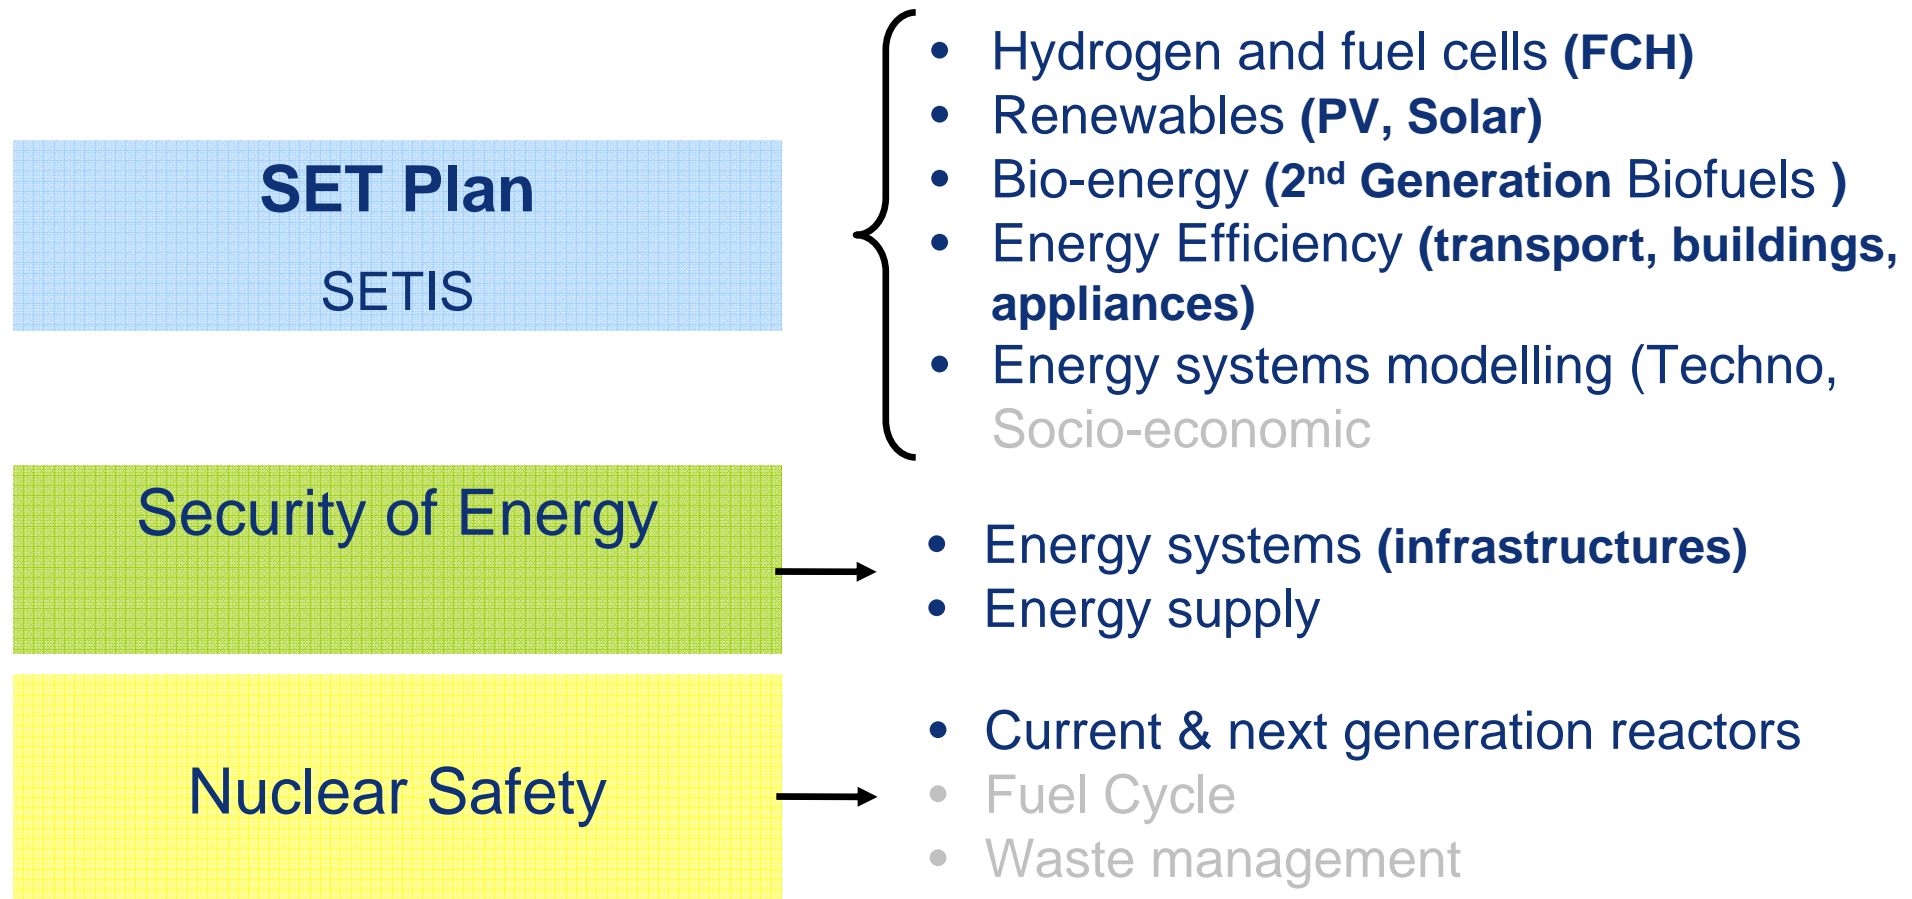 SET Plan
SETIS
• Hydrogen and fuel cells (FCH)
• Renewables (PV, Solar)
• Bio-energy (2nd Generation Biofuels )
• Energy Efficiency (transport, buildings,
appliances)
• Energy systems modelling (Techno,
Socio-economic
Security of Energy
• Energy systems (infrastructures)
• Energy supply
Nuclear Safety
• Current & next generation reactors
• Fuel Cycle
• Waste management